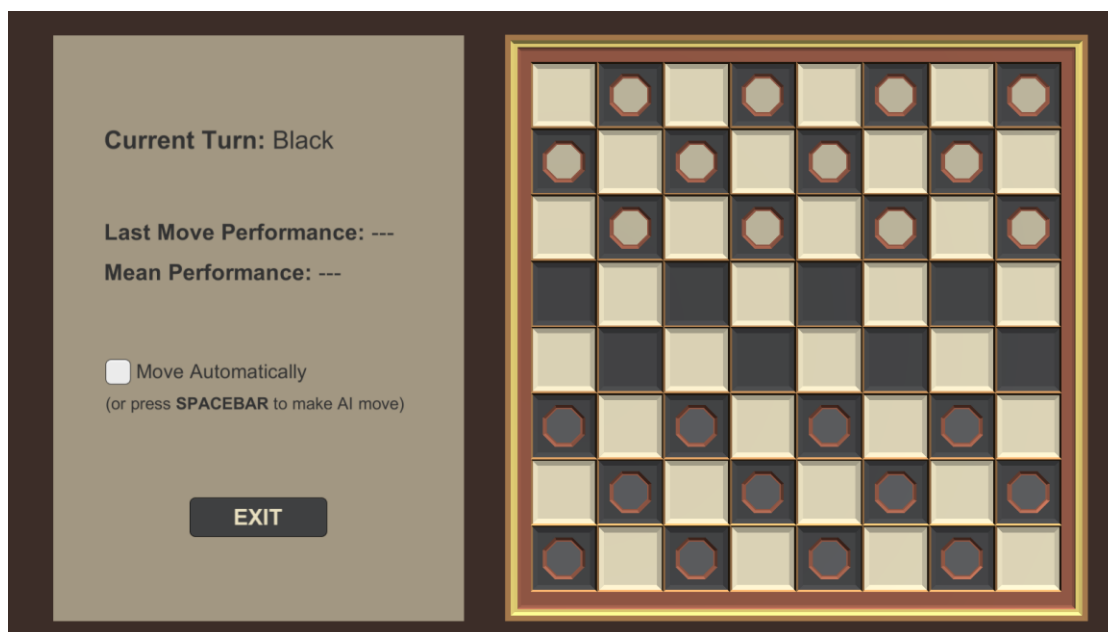 Current Turn: Black
Last Move Performance: ---
Mean Performance: ---
Move Automatically
(or press SPACEBAR to make AI move)
EXIT